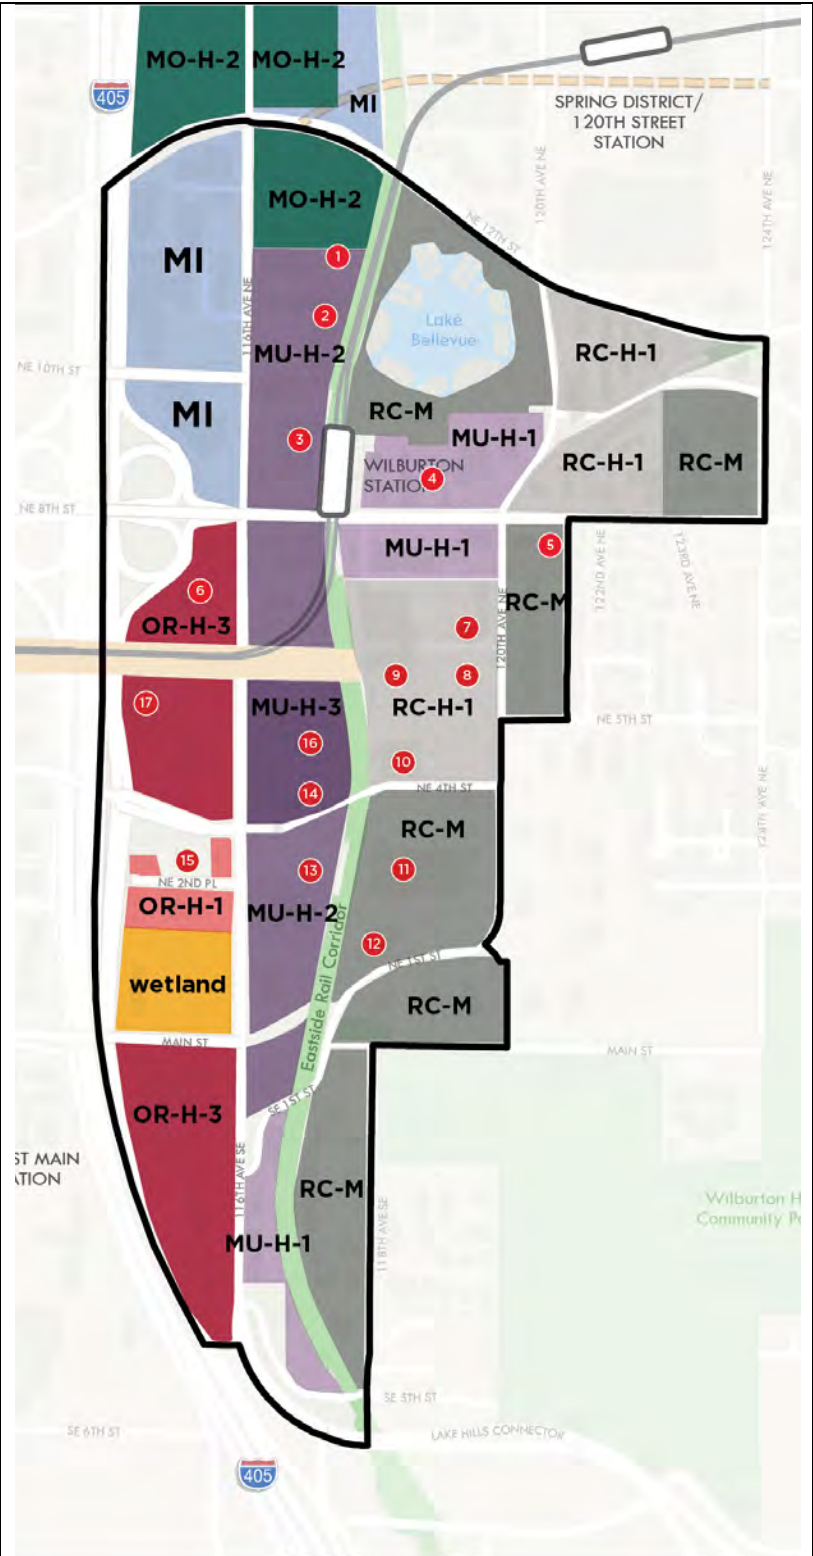 MO-H-2
MO-H-2
405
MI
SPRING DISTRICT/
120TH STREET
STATION
120TH AVE NE
124TH AVE NE
MO-H-2
NE 12TH ST
1
MI
116TH AVE NE
2
Lake
Bellevue
MU-H-2
RC-H-1
NE 10TH ST
MI
RC-M
3
MU-H-1
RC-H-1
RC-M
WILBURTON
STATION
4
NE 8TH ST
MU-H-1
5
122ND AVE NE
123RD AVE NE
6
RC-M
OR-H-3
7
120TH AVE NE
9
8
17
MU-H-3
RC-H-1
NE 5TH ST
16
10
14
NE 4TH ST
RC-M
15
13
11
NE 2ND PL
OR-H-1
MU-H-2
12
NE 1ST ST
Eastside Rail Corridor
wetland
RC-M
MAIN ST
MAIN ST
SE 1ST ST
OR-H-3
ST MAIN
ATION
116TH AVE SE
RC-M
Wilburton H
Community Pa
118TH AVE SE
MU-H-1
SE 5TH ST
SE 6TH ST
LAKE HILLS CONNECTOR
405